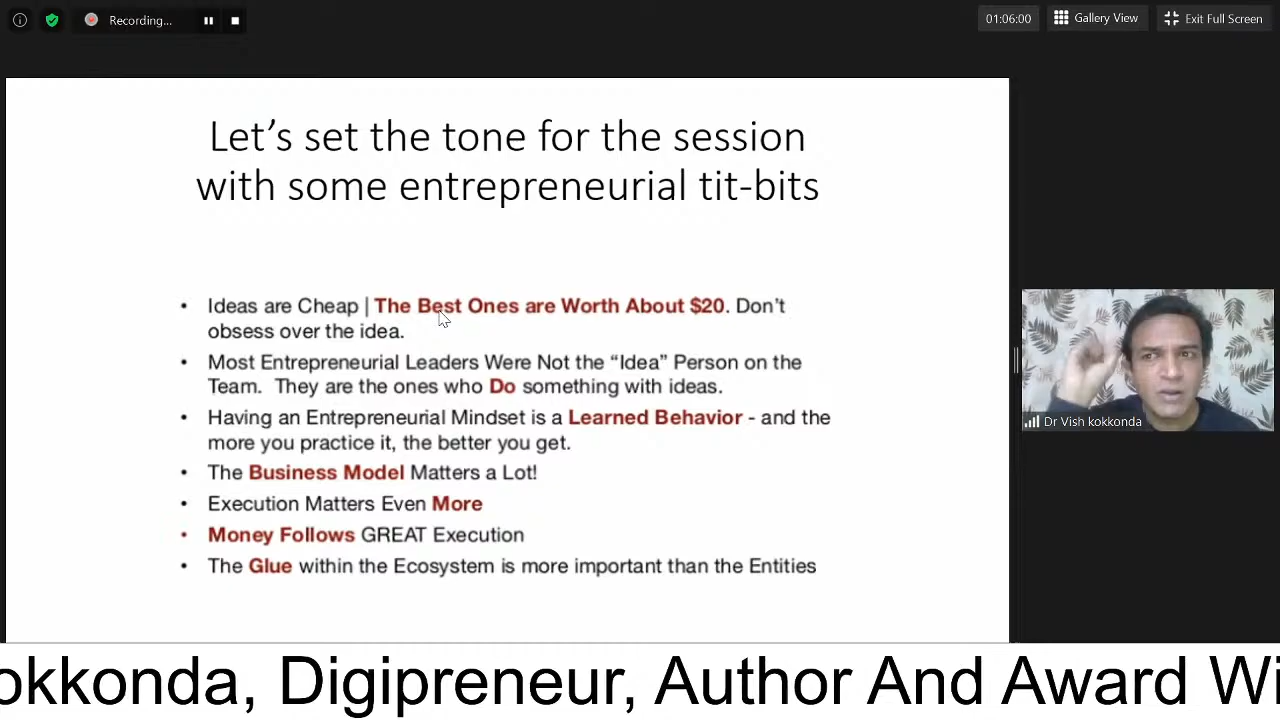 Recording...
01:06:00
Gallery View
Exit Full Screen
Let's set the tone for the session
with some entrepreneurial tit-bits
• Ideas are Cheap | The Best Ones are Worth About $20. Don't
obsess over the idea.
• Most Entrepreneurial Leaders Were Not the “Idea” Person on the
Team.  They are the ones who Do something with ideas.
• Having an Entrepreneurial Mindset is a Learned Behavior - and the
more you practice it, the better you get.
• The Business Model Matters a Lot!
• Execution Matters Even More
• Money Follows GREAT Execution
• The Glue within the Ecosystem is more important than the Entities
Dr Vish kokkonda
okkonda, Digipreneur, Author And Award Wi